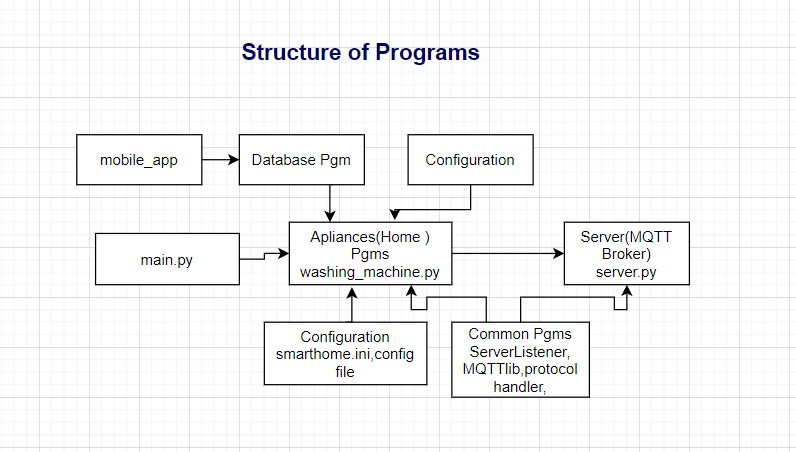 Structure of Programs
mobile_app
Database Pgm
Configuration
main.py
Apliances(Home )
Pgms
washing_machine.py
Server(MQTT
Broker)
server.py
Configuration
smarthome.ini,config
file
Common Pgms
ServerListener,
MQTTlib,protocol
handler,